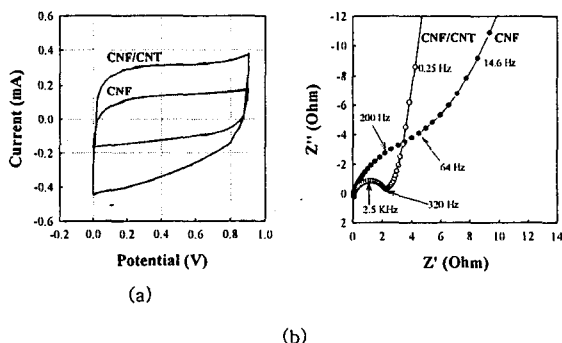 0.6
0.4
0.2
0.0
-0.2
-0.4
-0.6
-0.2 0.0 0.2 0.4 0.6 0.8 1.0
Current (mA)
Potential (V)
CNF/CNT
CNF
(a)
-12
-10
-8
-6
-4
-2
0
2
0 2 4 6 8 10 12 14
Z'' (Ohm)
Z' (Ohm)
CNF/CNT
CNF
0.25 Hz
14.6 Hz
200 Hz
64 Hz
2.5 KHz
320 Hz
(b)